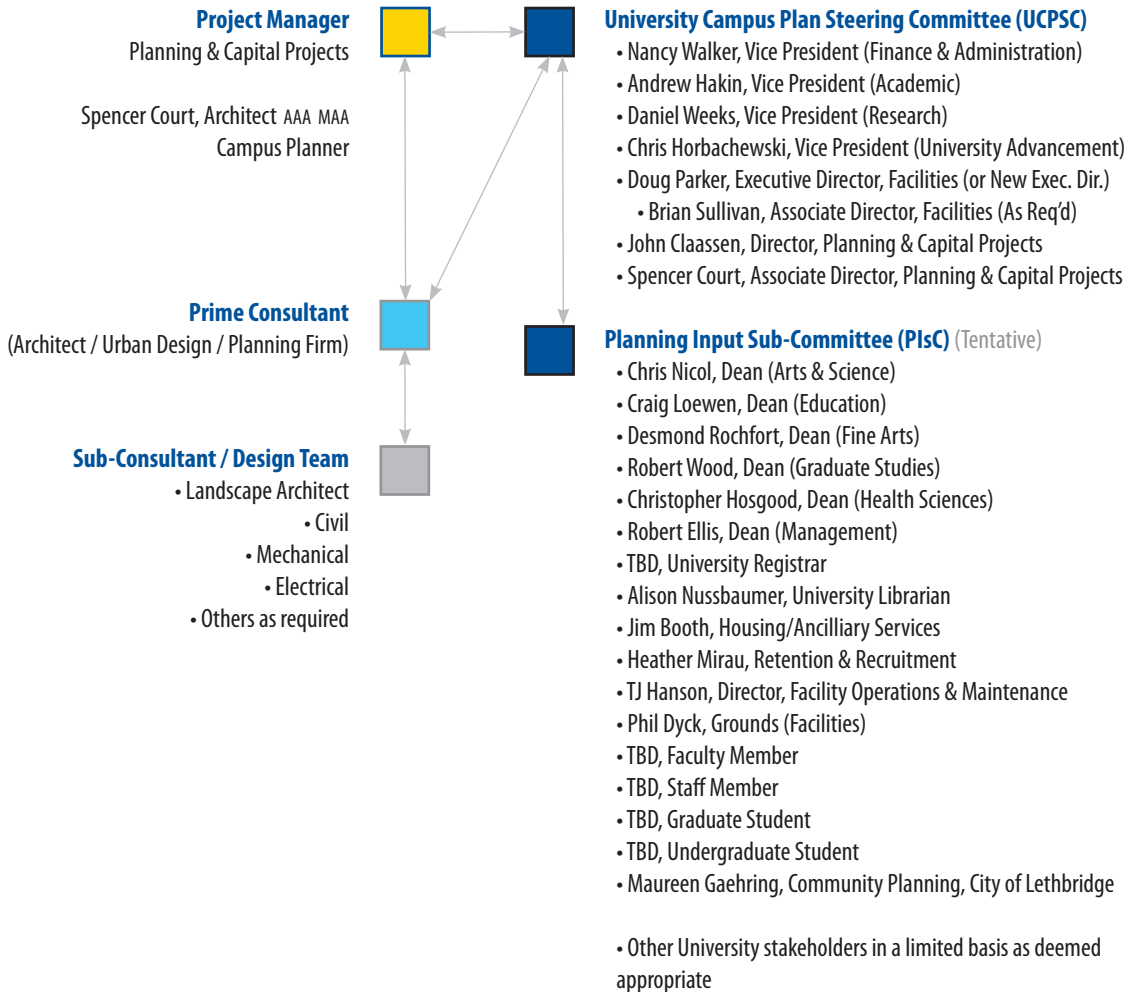 Project Manager
Planning & Capital Projects
Spencer Court, Architect AAA MAA
Campus Planner
Prime Consultant
(Architect / Urban Design / Planning Firm)
Sub-Consultant / Design Team
• Landscape Architect
• Civil
• Mechanical
• Electrical
• Others as required
University Campus Plan Steering Committee (UCPSC)
• Nancy Walker, Vice President (Finance & Administration)
• Andrew Hakin, Vice President (Academic)
• Daniel Weeks, Vice President (Research)
• Chris Horbachewski, Vice President (University Advancement)
• Doug Parker, Executive Director, Facilities (or New Exec. Dir.)
• Brian Sullivan, Associate Director, Facilities (As Req'd)
• John Claassen, Director, Planning & Capital Projects
• Spencer Court, Associate Director, Planning & Capital Projects
Planning Input Sub-Committee (PIsC) (Tentative)
• Chris Nicol, Dean (Arts & Science)
• Craig Loewen, Dean (Education)
• Desmond Rochfort, Dean (Fine Arts)
• Robert Wood, Dean (Graduate Studies)
• Christopher Hosgood, Dean (Health Sciences)
• Robert Ellis, Dean (Management)
• TBD, University Registrar
• Alison Nussbaumer, University Librarian
• Jim Booth, Housing/Ancilliary Services
• Heather Mirau, Retention & Recruitment
• TJ Hanson, Director, Facility Operations & Maintenance
• Phil Dyck, Grounds (Facilities)
• TBD, Faculty Member
• TBD, Staff Member
• TBD, Graduate Student
• TBD, Undergraduate Student
• Maureen Gaehring, Community Planning, City of Lethbridge
• Other University stakeholders in a limited basis as deemed
appropriate